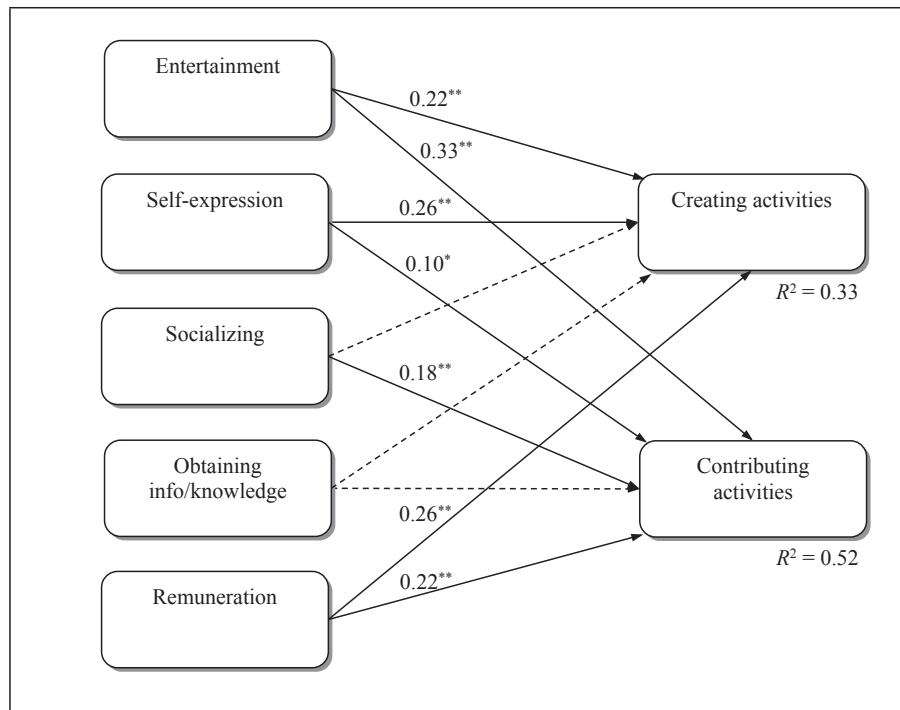 Entertainment
0.22**
0.33**
Self-expression
0.26**
Creating activities
0.10*
R² = 0.33
Socializing
0.18**
Obtaining
info/knowledge
Contributing
activities
0.26**
R² = 0.52
Remuneration
0.22**